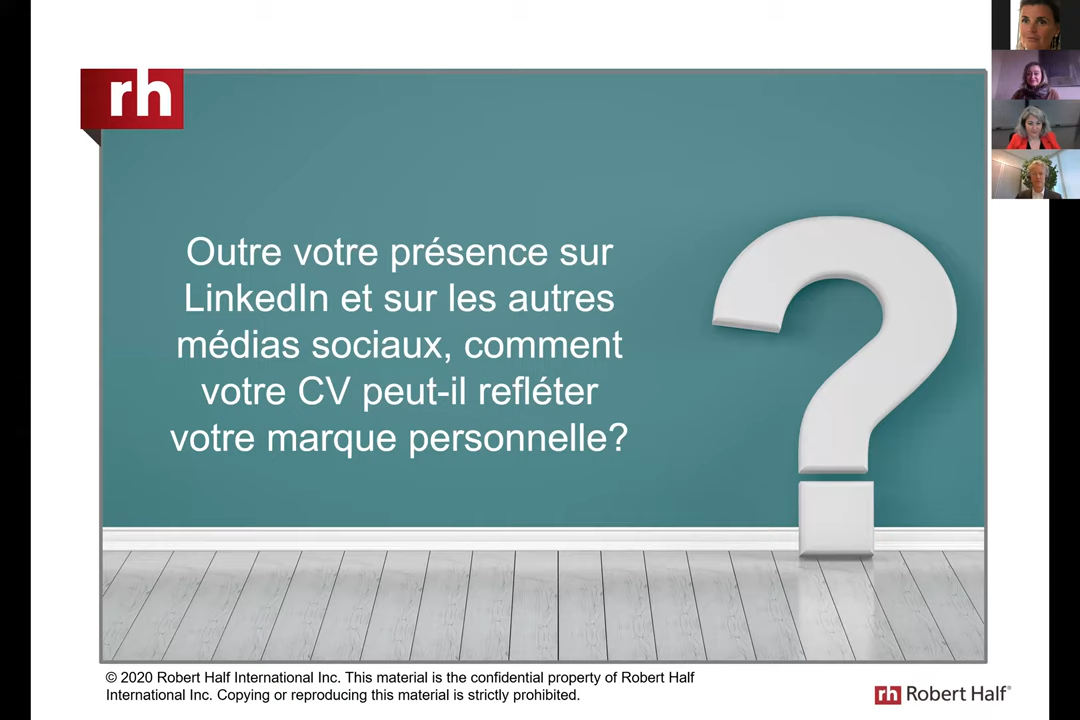 rh
Outre votre présence sur
LinkedIn et sur les autres
médias sociaux, comment
votre CV peut-il refléter
votre marque personnelle?
© 2020 Robert Half International Inc. This material is the confidential property of Robert Half
International Inc. Copying or reproducing this material is strictly prohibited.
rh Robert Half®